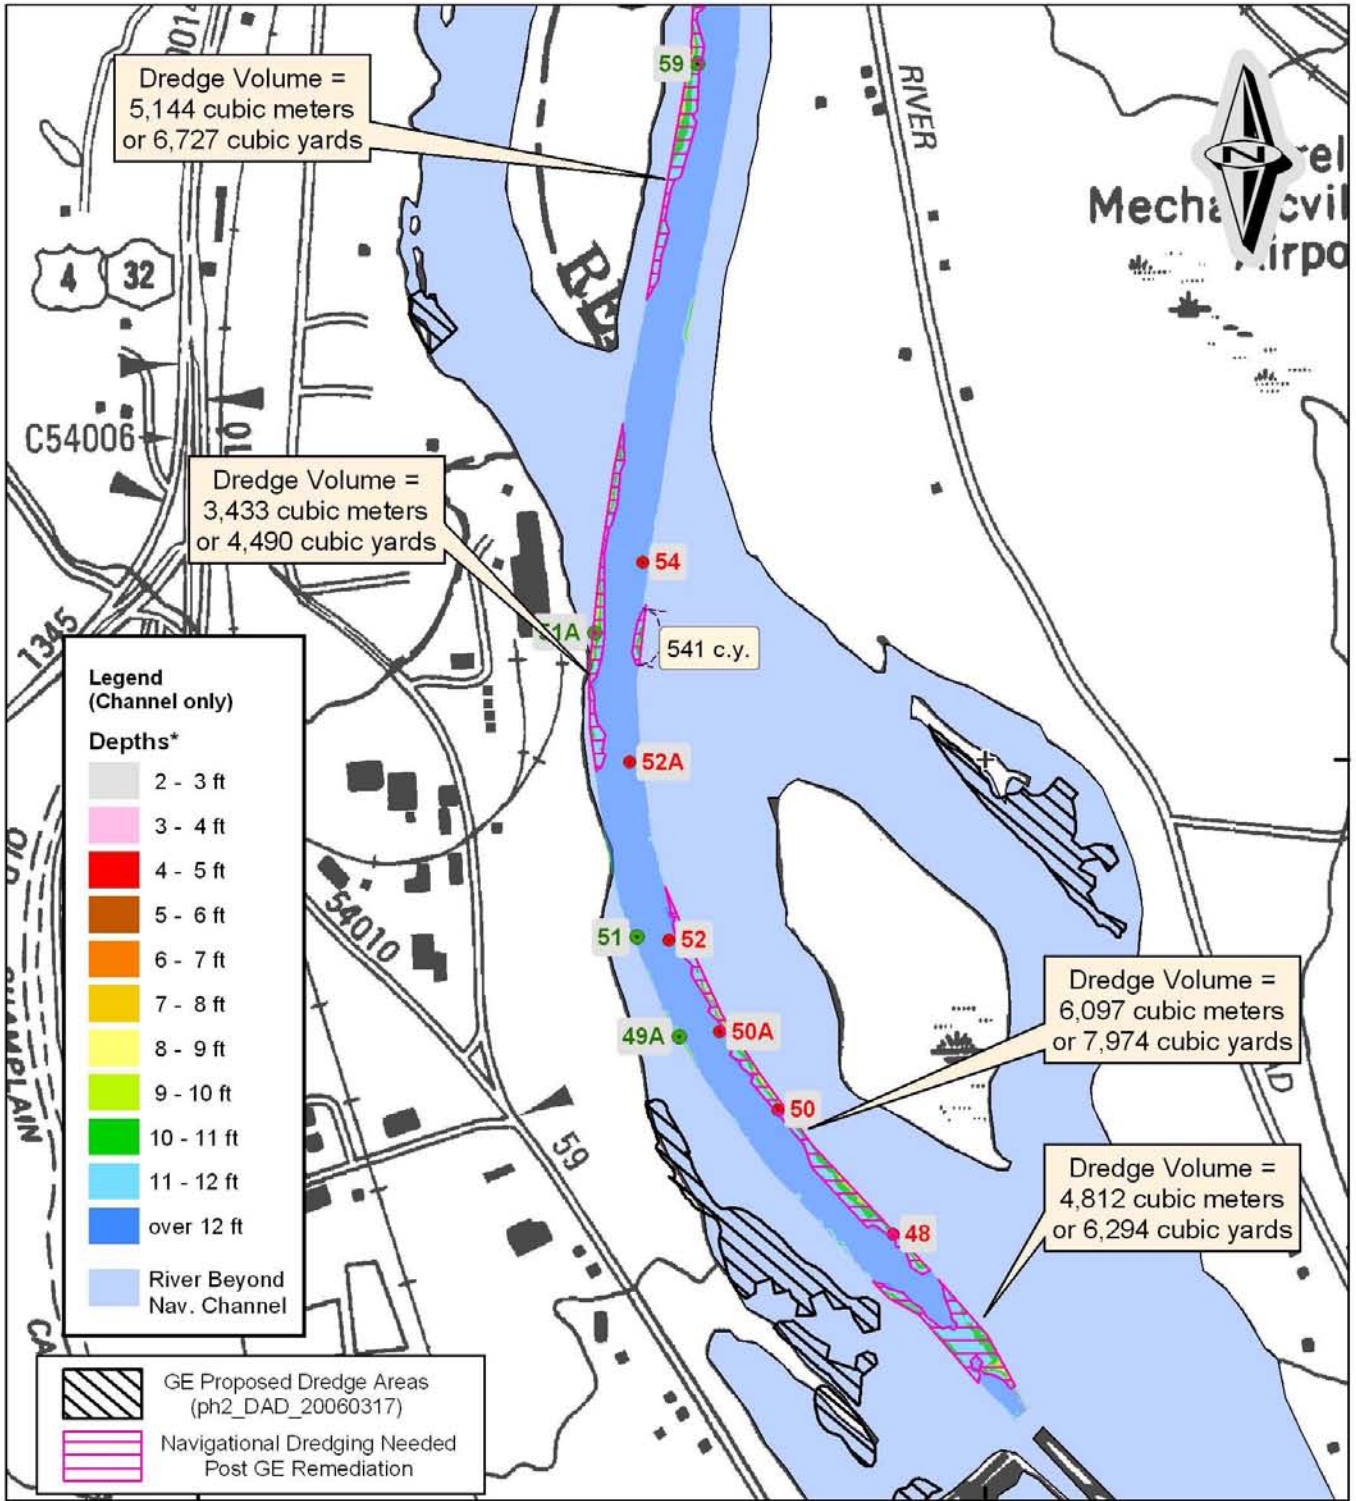 Dredge Volume =
5,144 cubic meters
or 6,727 cubic yards
59
RIVER
N
4
32
C54006
Dredge Volume =
3,433 cubic meters
or 4,490 cubic yards
54
51A
541 c.y.
1345
52A
Legend
(Channel only)
Depths*
2 - 3 ft
3 - 4 ft
4 - 5 ft
5 - 6 ft
6 - 7 ft
7 - 8 ft
8 - 9 ft
9 - 10 ft
10 - 11 ft
11 - 12 ft
over 12 ft
River Beyond
Nav. Channel
OLD CHAMPLAIN CA
54010
51
52
49A
50A
50
59
48
Dredge Volume =
6,097 cubic meters
or 7,974 cubic yards
Dredge Volume =
4,812 cubic meters
or 6,294 cubic yards
GE Proposed Dredge Areas
(ph2_DAD_20060317)
Navigational Dredging Needed
Post GE Remediation